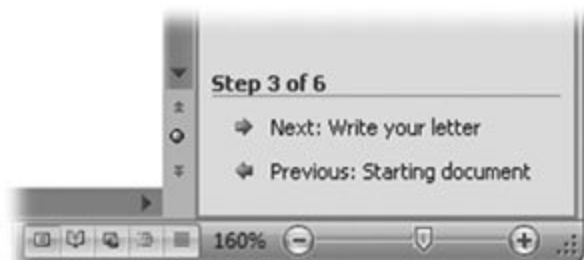 Step 3 of 6
Next: Write your letter
Previous: Starting document
160%